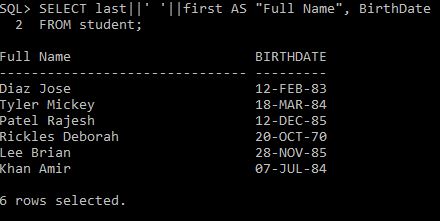 SQL> SELECT last||' '||first AS "Full Name", BirthDate
2 FROM student;
Full Name BIRTHDATE
------------------------------- ---------
Diaz Jose 12-FEB-83
Tyler Mickey 18-MAR-84
Patel Rajesh 12-DEC-85
Rickles Deborah 20-OCT-70
Lee Brian 28-NOV-85
Khan Amir 07-JUL-84
6 rows selected.